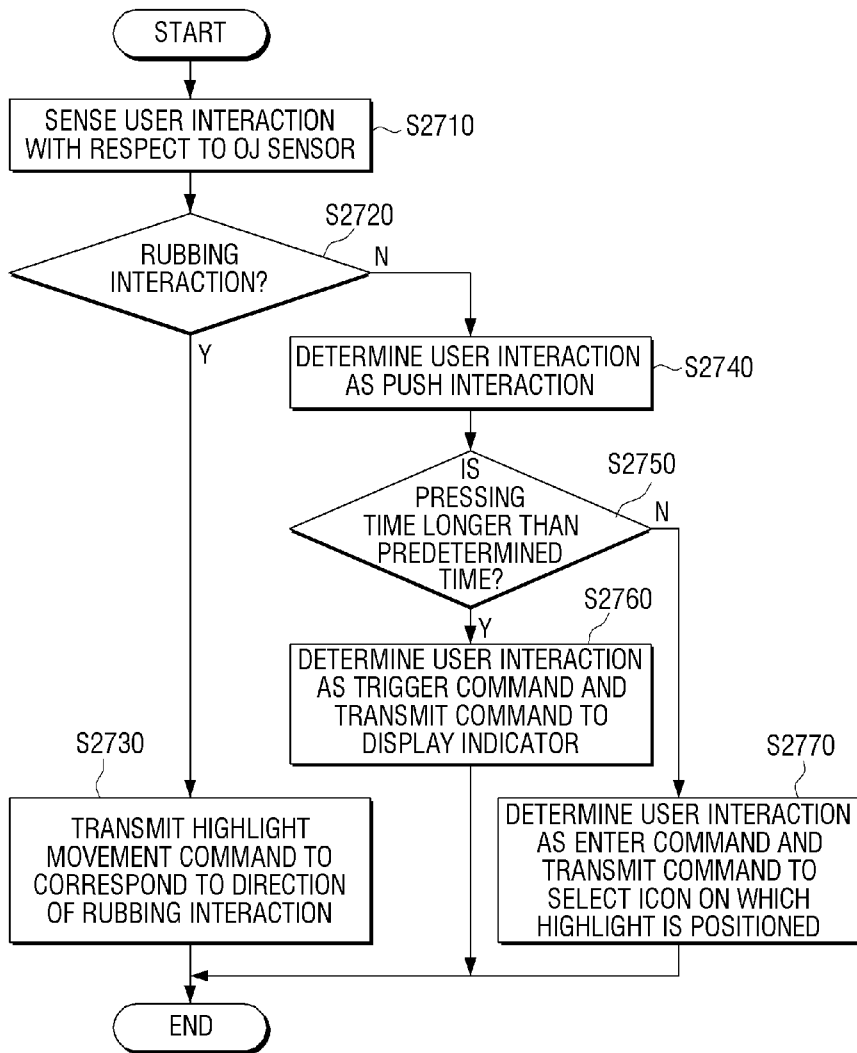 START
SENSE USER INTERACTION
WITH RESPECT TO OJ SENSOR
S2710
S2720
RUBBING
INTERACTION?
N
Y
DETERMINE USER INTERACTION
AS PUSH INTERACTION
S2740
S2750
IS
PRESSING
TIME LONGER THAN
PREDETERMINED
TIME?
N
Y
S2760
DETERMINE USER INTERACTION
AS TRIGGER COMMAND AND
TRANSMIT COMMAND TO
DISPLAY INDICATOR
S2730
TRANSMIT HIGHLIGHT
MOVEMENT COMMAND TO
CORRESPOND TO DIRECTION
OF RUBBING INTERACTION
S2770
DETERMINE USER INTERACTION
AS ENTER COMMAND AND
TRANSMIT COMMAND TO
SELECT ICON ON WHICH
HIGHLIGHT IS POSITIONED
END